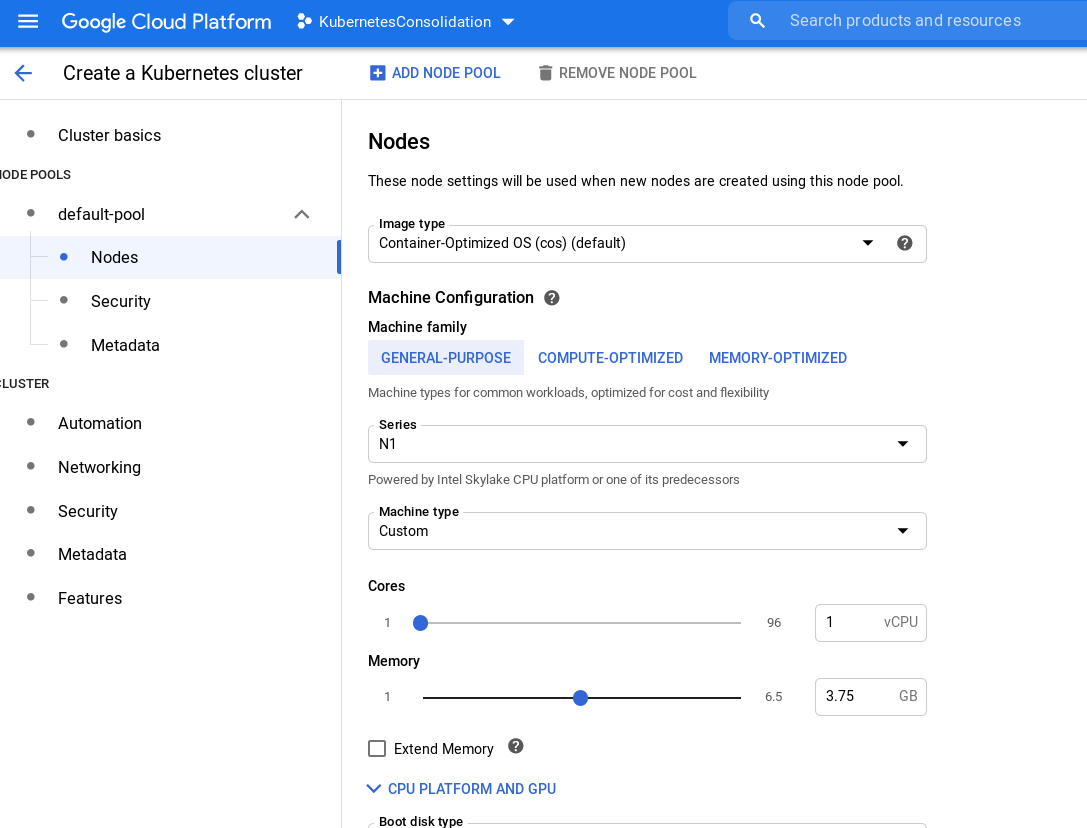 Google Cloud Platform
KubernetesConsolidation
Search products and resources
Create a Kubernetes cluster
ADD NODE POOL
REMOVE NODE POOL
Cluster basics
NODE POOLS
default-pool
Nodes
Security
Metadata
CLUSTER
Automation
Networking
Security
Metadata
Features
Nodes
These node settings will be used when new nodes are created using this node pool.
Image type
Container-Optimized OS (cos) (default)
Machine Configuration
Machine family
GENERAL-PURPOSE
COMPUTE-OPTIMIZED
MEMORY-OPTIMIZED
Machine types for common workloads, optimized for cost and flexibility
Series
N1
Powered by Intel Skylake CPU platform or one of its predecessors
Machine type
Custom
Cores
1
96
1 vCPU
Memory
1
6.5
3.75 GB
Extend Memory
CPU PLATFORM AND GPU
Boot disk type